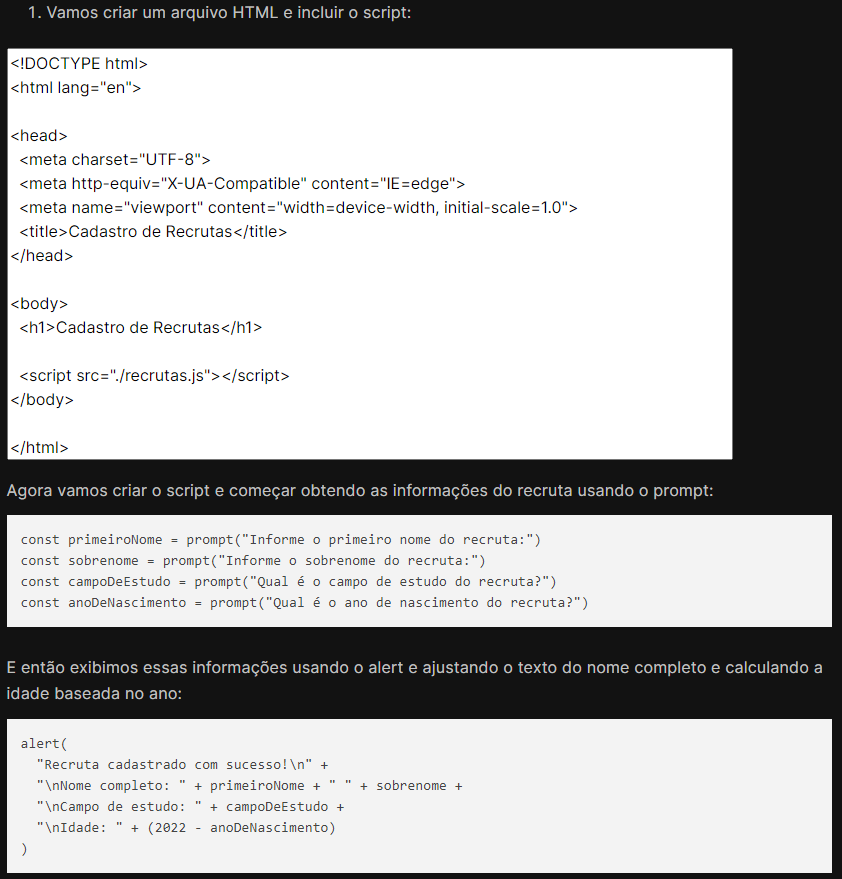 1. Vamos criar um arquivo HTML e incluir o script:
<!DOCTYPE html>
<html lang="en">
<head>
<meta charset="UTF-8">
<meta http-equiv="X-UA-Compatible" content="IE=edge">
<meta name="viewport" content="width=device-width, initial-scale=1.0">
<title>Cadastro de Recrutas</title>
</head>
<body>
<h1>Cadastro de Recrutas</h1>
<script src="./recrutas.js"></script>
</body>
</html>
Agora vamos criar o script e começar obtendo as informações do recruta usando o prompt:
const primeiroNome = prompt("Informe o primeiro nome do recruta:")
const sobrenome = prompt("Informe o sobrenome do recruta:")
const campoDeEstudo = prompt("Qual é o campo de estudo do recruta?")
const anoDeNascimento = prompt("Qual é o ano de nascimento do recruta?")
E então exibimos essas informações usando o alert e ajustando o texto do nome completo e calculando a
idade baseada no ano:
alert(
"Recruta cadastrado com sucesso!\n" +
"\nNome completo: " + primeiroNome + " " + sobrenome +
"\nCampo de estudo: " + campoDeEstudo +
"\nIdade: " + (2022 - anoDeNascimento)
)